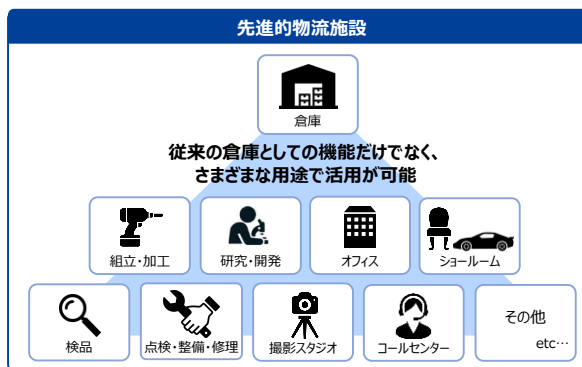 先進的物流施設
倉庫
従来の倉庫としての機能だけでなく、
さまざまな用途で活用が可能
組立・加工
研究・開発
オフィス
ショールーム
検品
点検・整備・修理
撮影スタジオ
コールセンター
その他
etc…